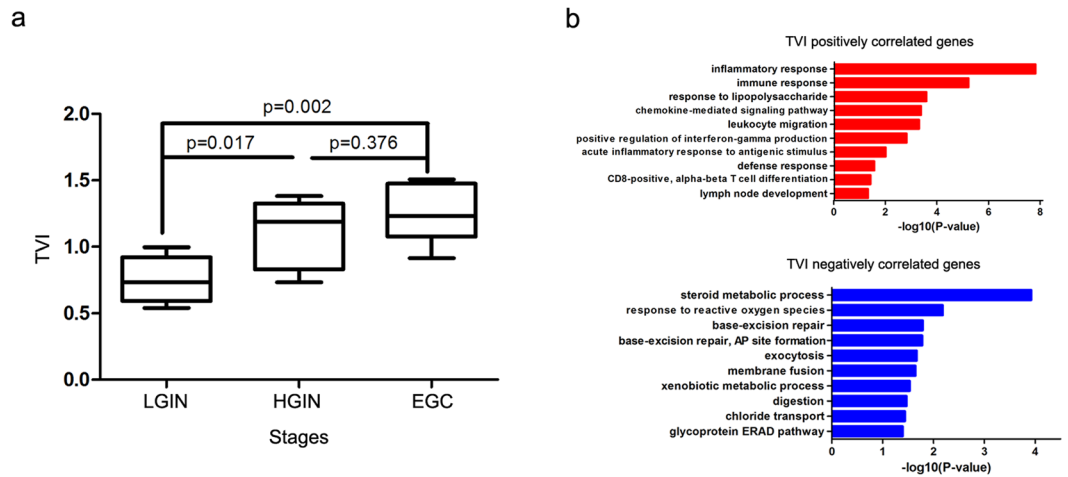 a
p=0.002
p=0.017
p=0.376
TVI
2.0
1.5
1.0
0.5
0.0
LGIN
HGIN
EGC
Stages
b
TVI positively correlated genes
inflammatory response
immune response
response to lipopolysaccharide
chemokine-mediated signaling pathway
leukocyte migration
positive regulation of interferon-gamma production
acute inflammatory response to antigenic stimulus
defense response
CD8-positive, alpha-beta T cell differentiation
lymph node development
0 2 4 6 8
-log10(P-value)
TVI negatively correlated genes
steroid metabolic process
response to reactive oxygen species
base-excision repair
base-excision repair, AP site formation
exocytosis
membrane fusion
xenobiotic metabolic process
digestion
chloride transport
glycoprotein ERAD pathway
0 1 2 3 4
-log10(P-value)